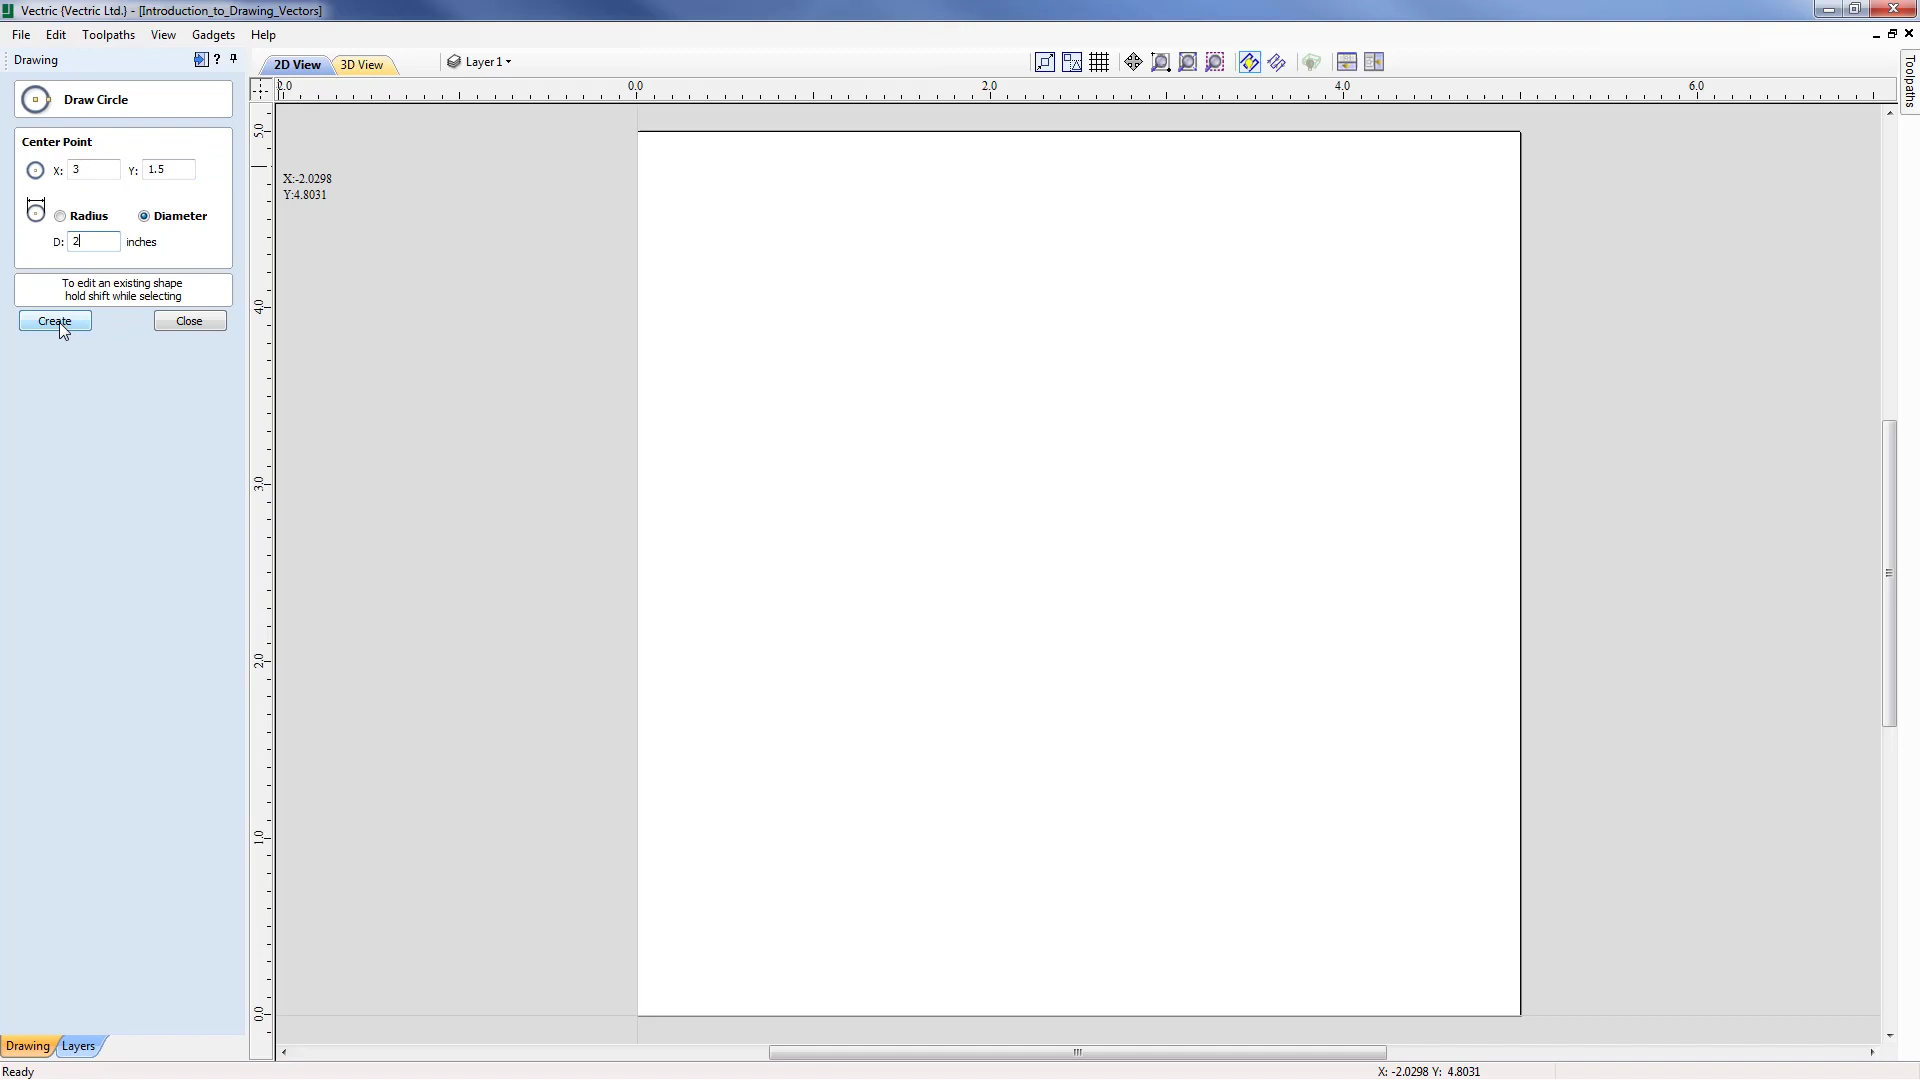 Vectric {Vectric Ltd.} - [Introduction_to_Drawing_Vectors]
File Edit Toolpaths View Gadgets Help
Drawing ?
2D View 3D View Layer 1
Toolpaths
2.0 0.0 2.0 4.0 6.0
Draw Circle
Center Point
X: 3 Y: 1.5
Radius Diameter
D: 2 inches
To edit an existing shape
hold shift while selecting
Create Close
X:-2.0298
Y:4.8031
5.0
4.0
3.0
2.0
1.0
0.0
Drawing Layers
Ready X: -2.0298 Y: 4.8031